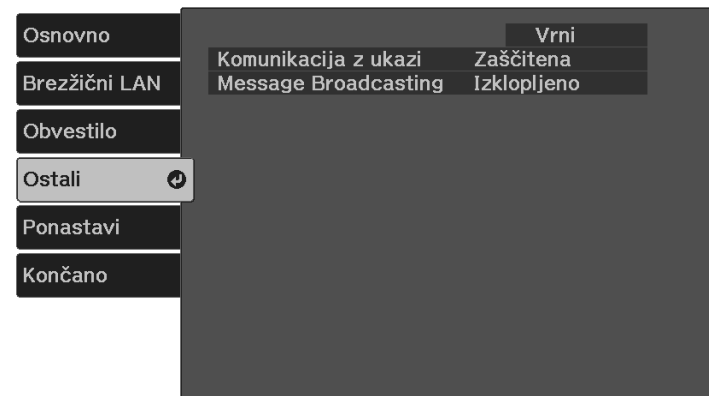 Osnovno
Brezžični LAN
Obvestilo
Ostali
Ponastavi
Končano
Vrni
Komunikacija z ukazi Zaščitena
Message Broadcasting Izklopljeno